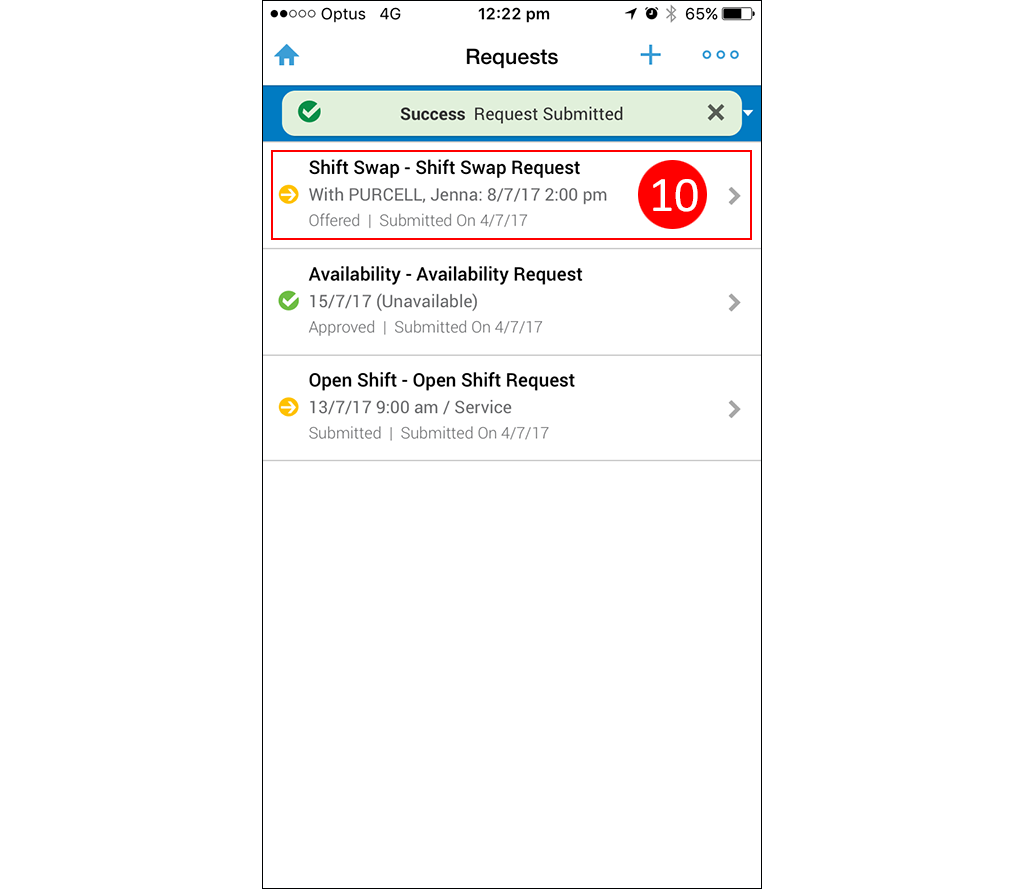 Optus 4G 12:22 pm 65%
Requests
Success Request Submitted
Shift Swap - Shift Swap Request
With PURCELL, Jenna: 8/7/17 2:00 pm
10
Offered | Submitted On 4/7/17
Availability - Availability Request
15/7/17 (Unavailable)
Approved | Submitted On 4/7/17
Open Shift - Open Shift Request
13/7/17 9:00 am / Service
Submitted | Submitted On 4/7/17